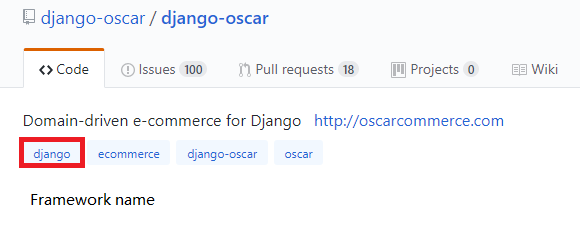 django-oscar / django-oscar
Code Issues 100 Pull requests 18 Projects 0 Wiki
Domain-driven e-commerce for Django http://oscarcommerce.com
django ecommerce django-oscar oscar
Framework name